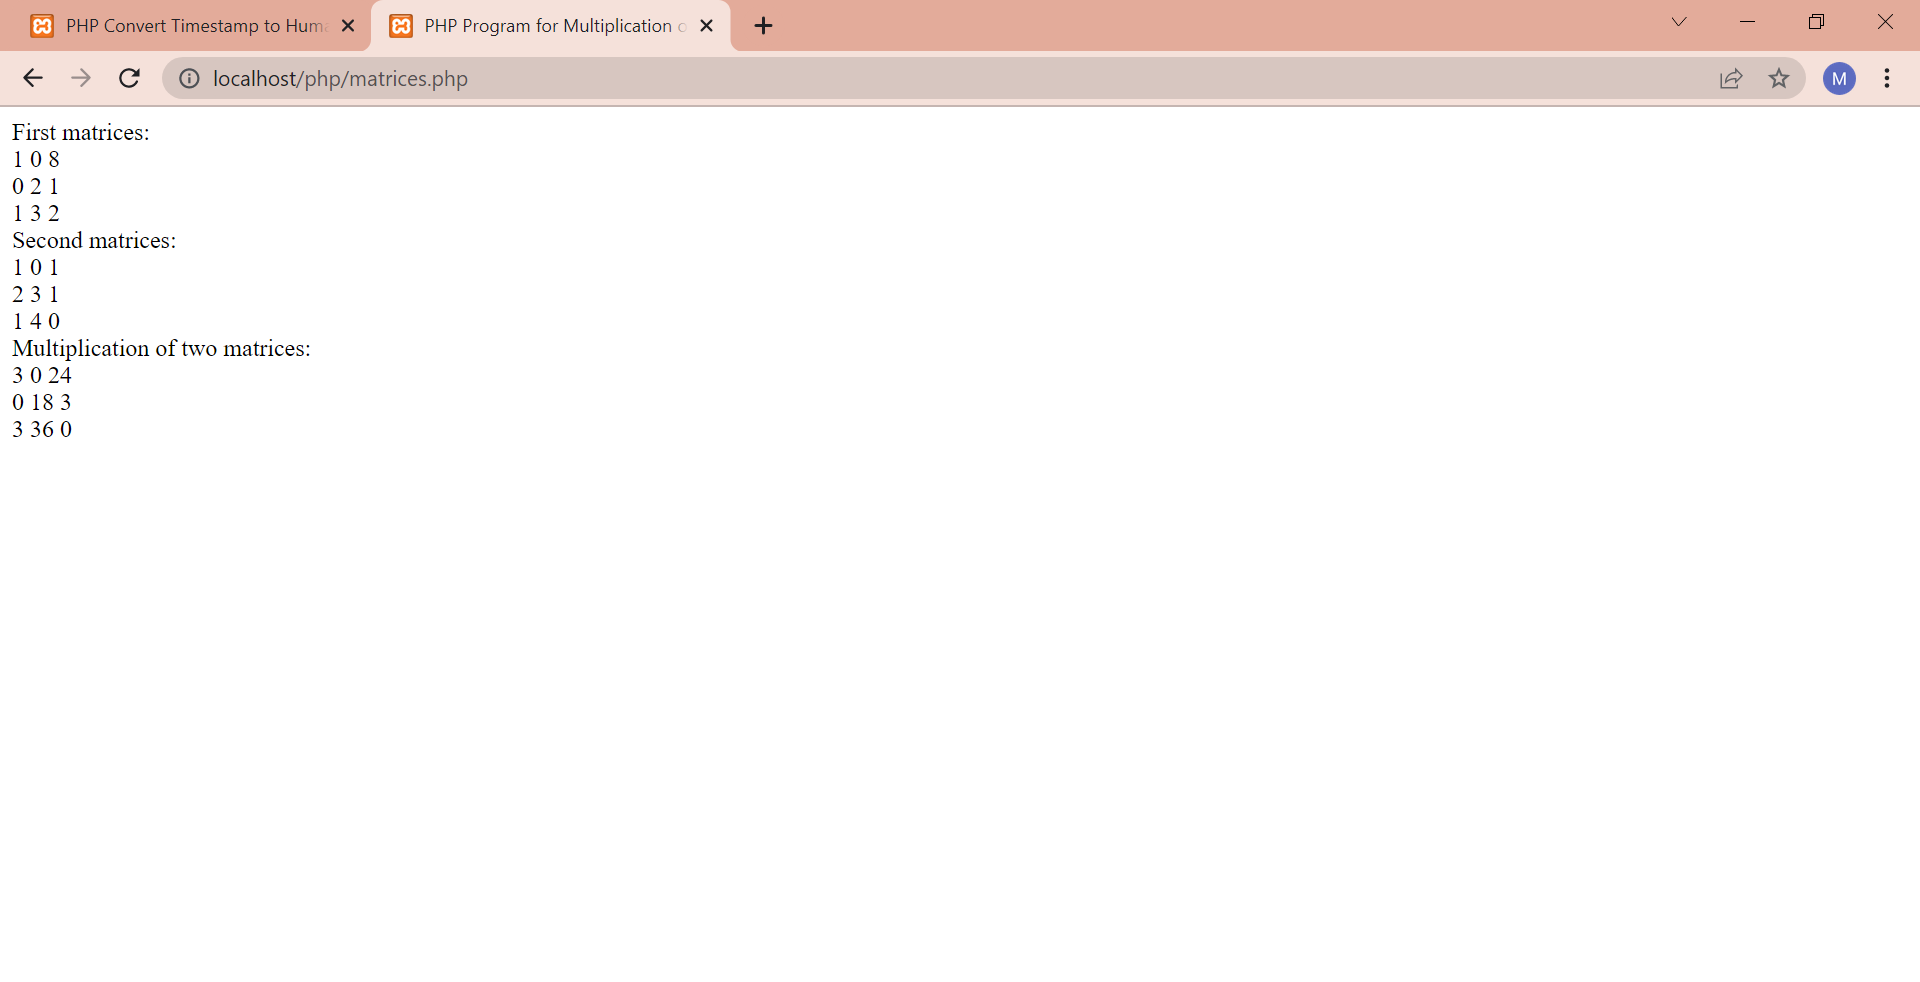 PHP Convert Timestamp to Hum
PHP Program for Multiplication
localhost/php/matrices.php
M
First matrices:
1 0 8
0 2 1
1 3 2
Second matrices:
1 0 1
2 3 1
1 4 0
Multiplication of two matrices:
3 0 24
0 18 3
3 36 0